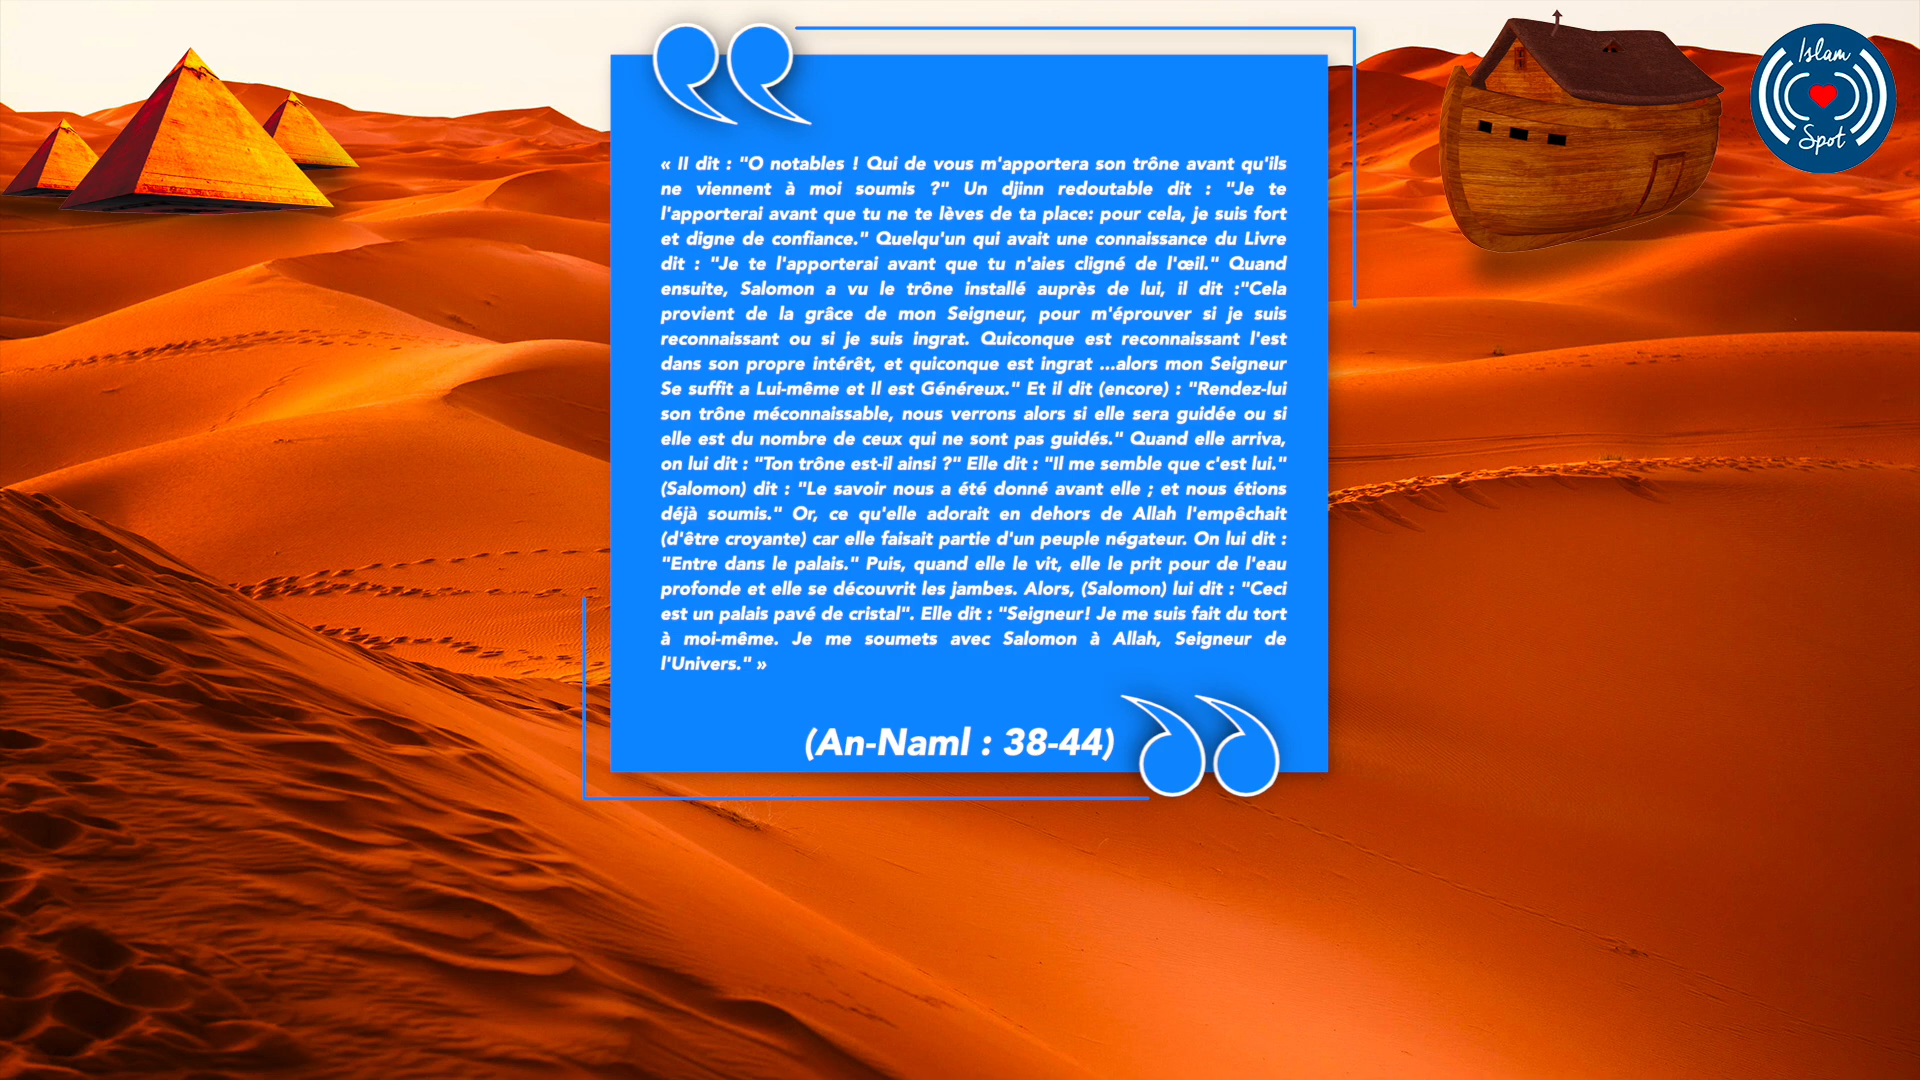 Islam
Spot
« Il dit : "O notables ! Qui de vous m'apportera son trône avant qu'ils
ne viennent à moi soumis ?" Un djinn redoutable dit : "Je te
l'apporterai avant que tu ne te lèves de ta place: pour cela, je suis fort
et digne de confiance." Quelqu'un qui avait une connaissance du Livre
dit : "Je te l'apporterai avant que tu n'aies cligné de l'œil." Quand
ensuite, Salomon a vu le trône installé auprès de lui, il dit :"Cela
provient de la grâce de mon Seigneur, pour m'éprouver si je suis
reconnaissant ou si je suis ingrat. Quiconque est reconnaissant l'est
dans son propre intérêt, et quiconque est ingrat ...alors mon Seigneur
Se suffit a Lui-même et Il est Généreux." Et il dit (encore) : "Rendez-lui
son trône méconnaissable, nous verrons alors si elle sera guidée ou si
elle est du nombre de ceux qui ne sont pas guidés." Quand elle arriva,
on lui dit : "Ton trône est-il ainsi ?" Elle dit : "Il me semble que c'est lui."
(Salomon) dit : "Le savoir nous a été donné avant elle ; et nous étions
déjà soumis." Or, ce qu'elle adorait en dehors de Allah l'empêchait
(d'être croyante) car elle faisait partie d'un peuple négateur. On lui dit :
"Entre dans le palais." Puis, quand elle le vit, elle le prit pour de l'eau
profonde et elle se découvrit les jambes. Alors, (Salomon) lui dit : "Ceci
est un palais pavé de cristal". Elle dit : "Seigneur! Je me suis fait du tort
à moi-même. Je me soumets avec Salomon à Allah, Seigneur de
l'Univers." »
(An-Naml : 38-44)